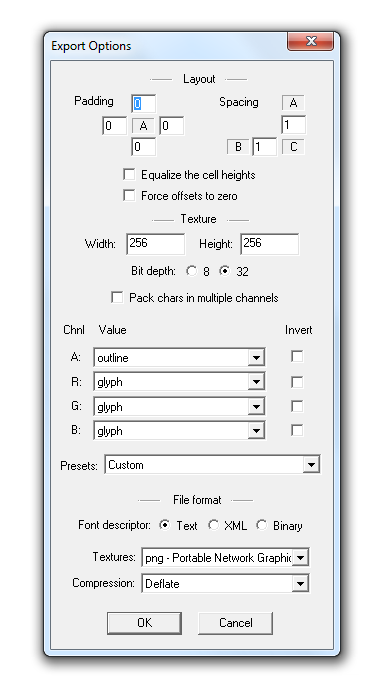 Export Options
Layout
Padding 0 Spacing A
0 A 0 1
0 B 1 C
Equalize the cell heights
Force offsets to zero
Texture
Width: 256 Height: 256
Bit depth: 8 32
Pack chars in multiple channels
Chnl Value Invert
A: outline
R: glyph
G: glyph
B: glyph
Presets: Custom
File format
Font descriptor: Text XML Binary
Textures: png - Portable Network Graphic
Compression: Deflate
OK Cancel